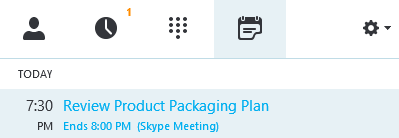 1
TODAY
7:30 Review Product Packaging Plan
PM Ends 8:00 PM (Skype Meeting)